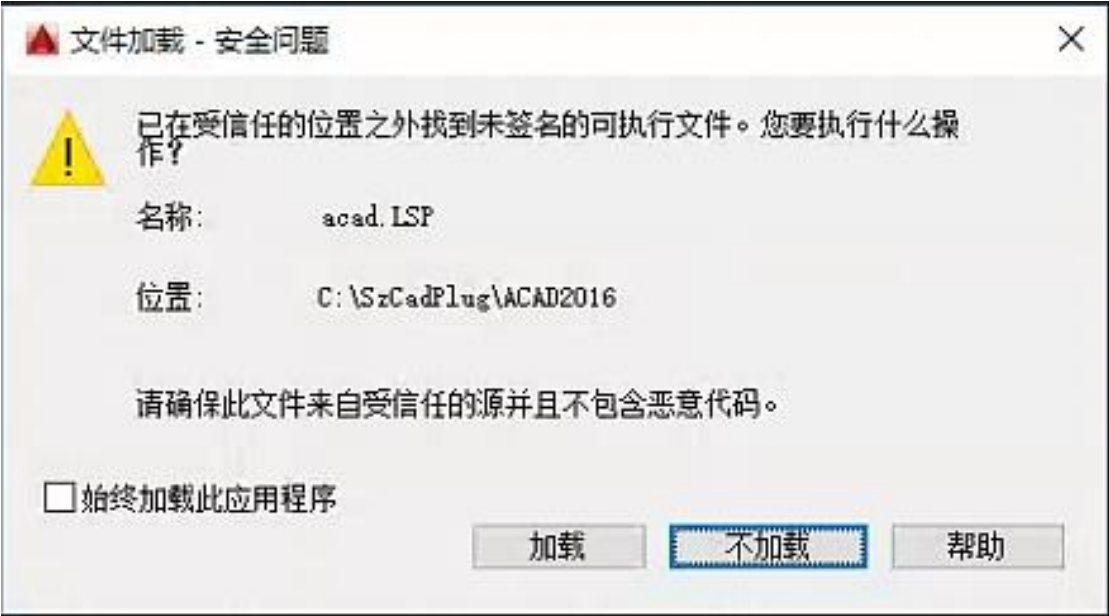 文件加载 - 安全问题
已在受信任的位置之外找到未签名的可执行文件。您要执行什么操
作?
名称: acad.LSP
位置: C:\SzCadPlug\ACAD2016
请确保此文件来自受信任的源并且不包含恶意代码。
始终加载此应用程序
加载 不加载 帮助